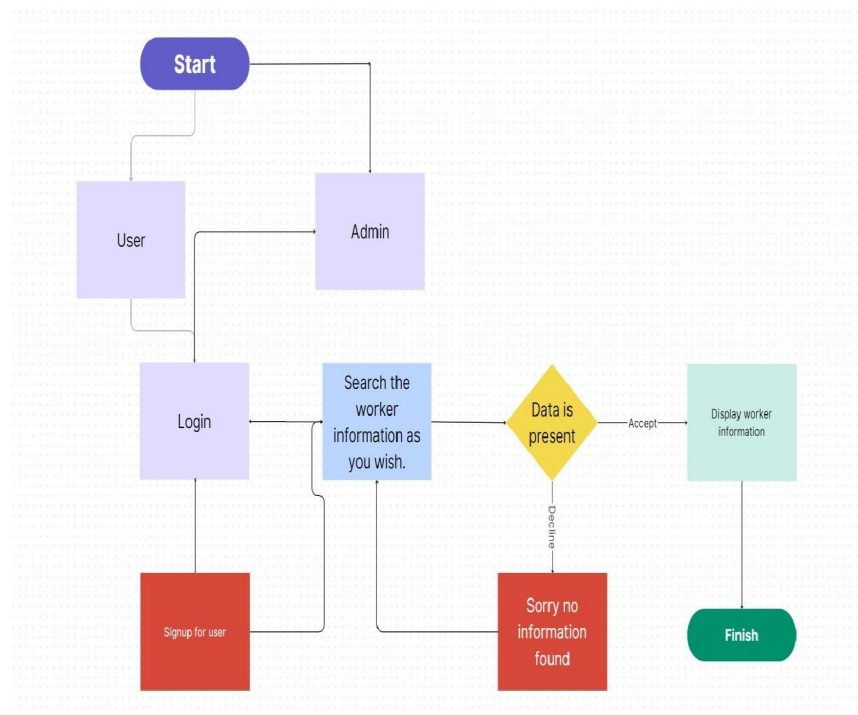 Start
User
Admin
Login
Search the
worker
information as
you wish.
Data is
present
Accept
Display worker
information
Decline
Signup for user
Sorry no
information
found
Finish